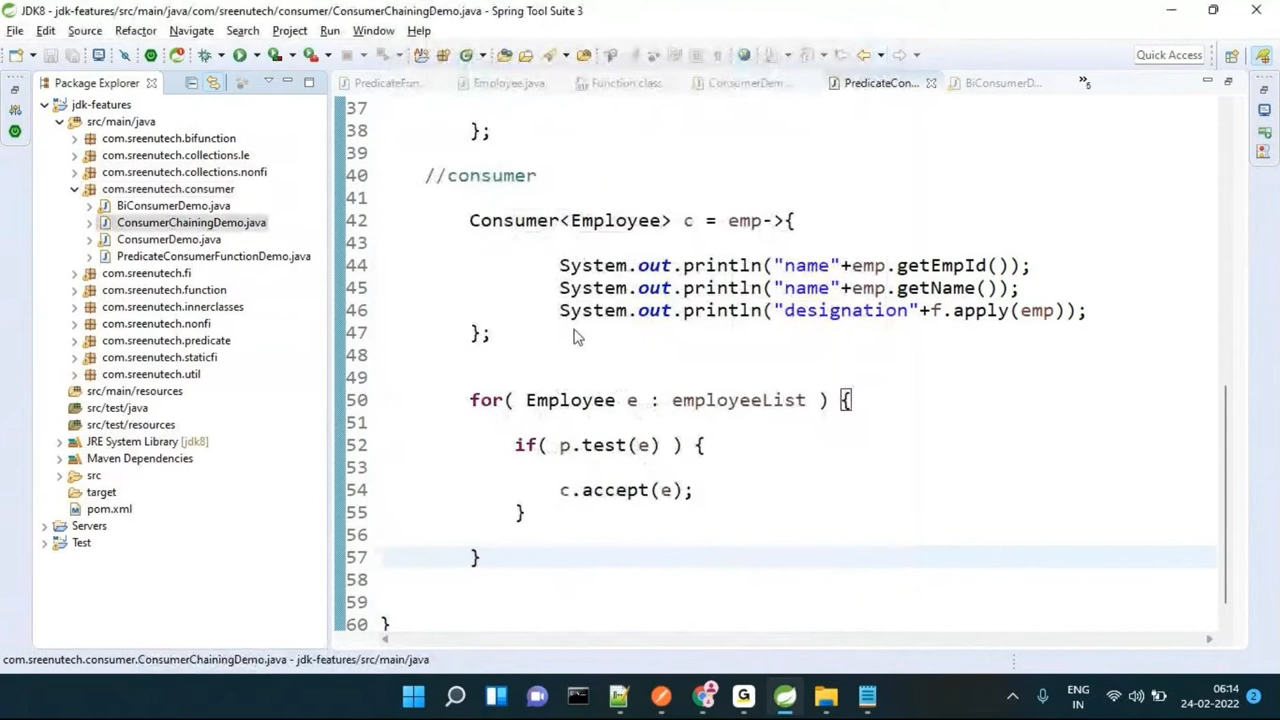 JDK8 - jdk-features/src/main/java/com/sreenutech/consumer/ConsumerChainingDemo.java - Spring Tool Suite 3
File Edit Source Refactor Navigate Search Project Run Window Help
Quick Access
Package Explorer
PredicateFun... Employee.java Function.class ConsumerDem... PredicateCon... BiConsumerD... »5
jdk-features
src/main/java
com.sreenutech.bifunction
com.sreenutech.collections.le
com.sreenutech.collections.nonfi
com.sreenutech.consumer
BiConsumerDemo.java
ConsumerChainingDemo.java
ConsumerDemo.java
PredicateConsumerFunctionDemo.java
com.sreenutech.fi
com.sreenutech.function
com.sreenutech.innerclasses
com.sreenutech.nonfi
com.sreenutech.predicate
com.sreenutech.staticfi
com.sreenutech.util
src/main/resources
src/test/java
src/test/resources
JRE System Library [jdk8]
Maven Dependencies
src
target
pom.xml
Servers
Test
37
38 };
39
40 //consumer
41
42 Consumer<Employee> c = emp->{
43
44 System.out.println("name"+emp.getEmpId());
45 System.out.println("name"+emp.getName());
46 System.out.println("designation"+f.apply(emp));
47 };
48
49
50 for( Employee e : employeeList ) {
51
52 if( p.test(e) ) {
53
54 c.accept(e);
55 }
56
57 }
58
59
60 }
com.sreenutech.consumer.ConsumerChainingDemo.java - jdk-features/src/main/java
ENG
IN
06:14
24-02-2022
2